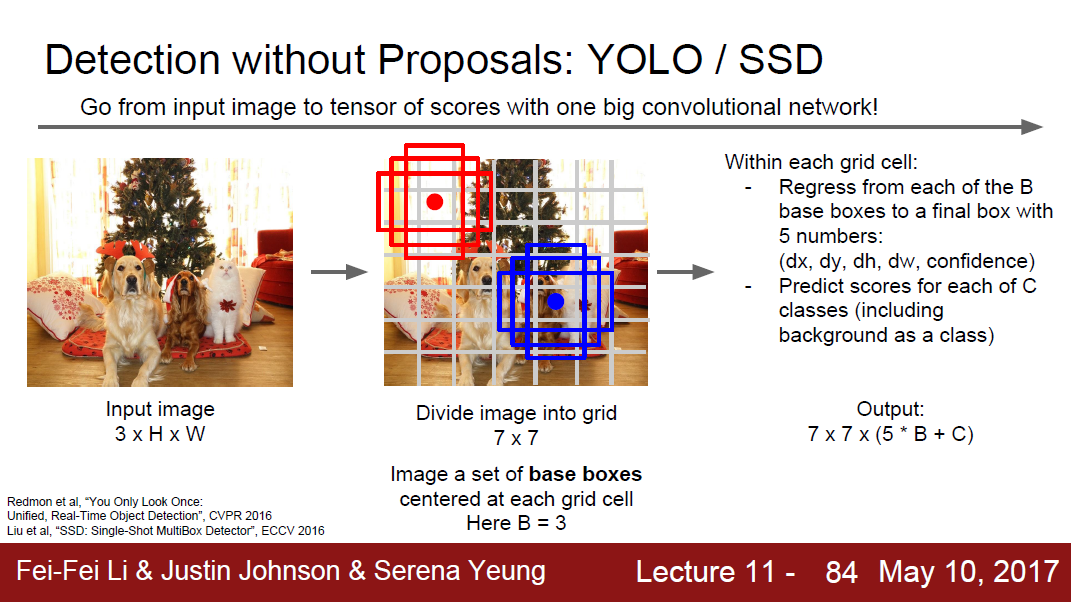 Detection without Proposals: YOLO / SSD
Go from input image to tensor of scores with one big convolutional network!
Input image
3 x H x W
Divide image into grid
7 x 7
Image a set of base boxes
centered at each grid cell
Here B = 3
Within each grid cell:
- Regress from each of the B
base boxes to a final box with
5 numbers:
(dx, dy, dh, dw, confidence)
- Predict scores for each of C
classes (including
background as a class)
Output:
7 x 7 x (5 * B + C)
Redmon et al, “You Only Look Once:
Unified, Real-Time Object Detection”, CVPR 2016
Liu et al, “SSD: Single-Shot MultiBox Detector”, ECCV 2016
Fei-Fei Li & Justin Johnson & Serena Yeung
Lecture 11 - 84 May 10, 2017